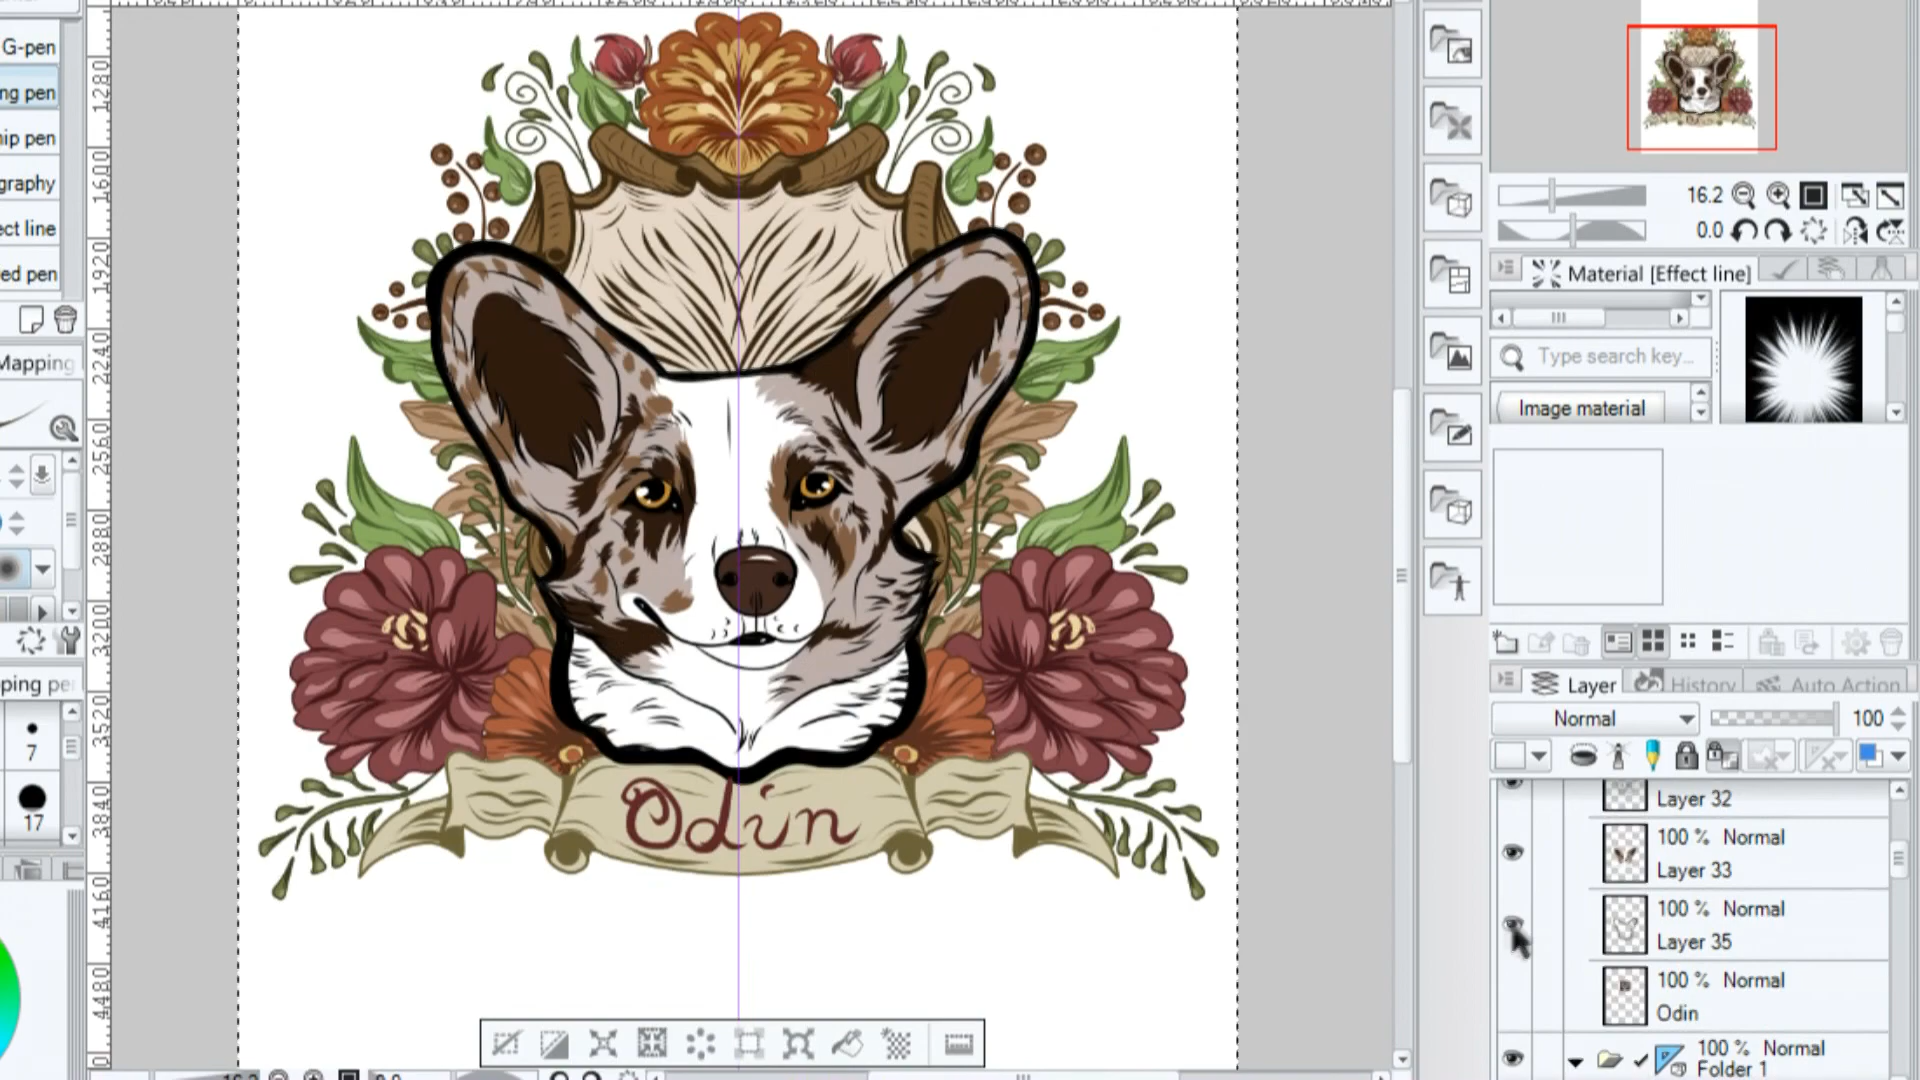 G-pen
ng pen
ip pen
graphy
ect line
ed pen
Mapping
ping pe
7
17
1280
1600
1920
2240
2560
2880
3200
3520
3840
4160
4480
Odin
16.2
0.0
Material [Effect line]
Type search key...
Image material
Layer
History
Auto Action
Normal
100
Layer 32
100 % Normal
Layer 33
100 % Normal
Layer 35
100 % Normal
Odin
100 % Normal
Folder 1